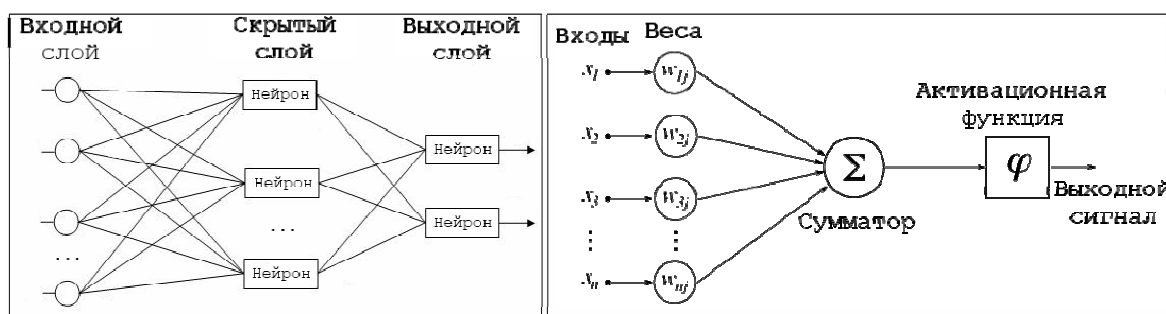 Входной
слой
Скрытый
слой
Выходной
слой
Нейрон
Нейрон
...
Нейрон
...
Нейрон
Нейрон
Входы
Веса
x1
w1j
x2
w2j
x3
w3j
xn
wnj
Σ
Сумматор
Активационная
функция
φ
Выходной
сигнал